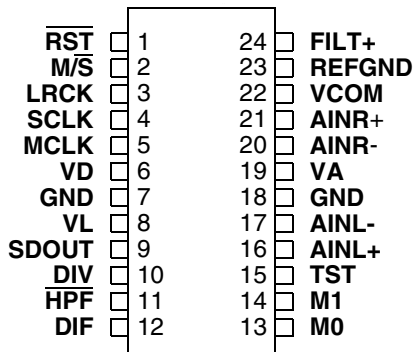 R̅S̅T̅ 1 24 FILT+
M/S̅ 2 23 REFGND
LRCK 3 22 VCOM
SCLK 4 21 AINR+
MCLK 5 20 AINR-
VD 6 19 VA
GND 7 18 GND
VL 8 17 AINL-
SDOUT 9 16 AINL+
DIV 10 15 TST
H̅P̅F̅ 11 14 M1
DIF 12 13 M0